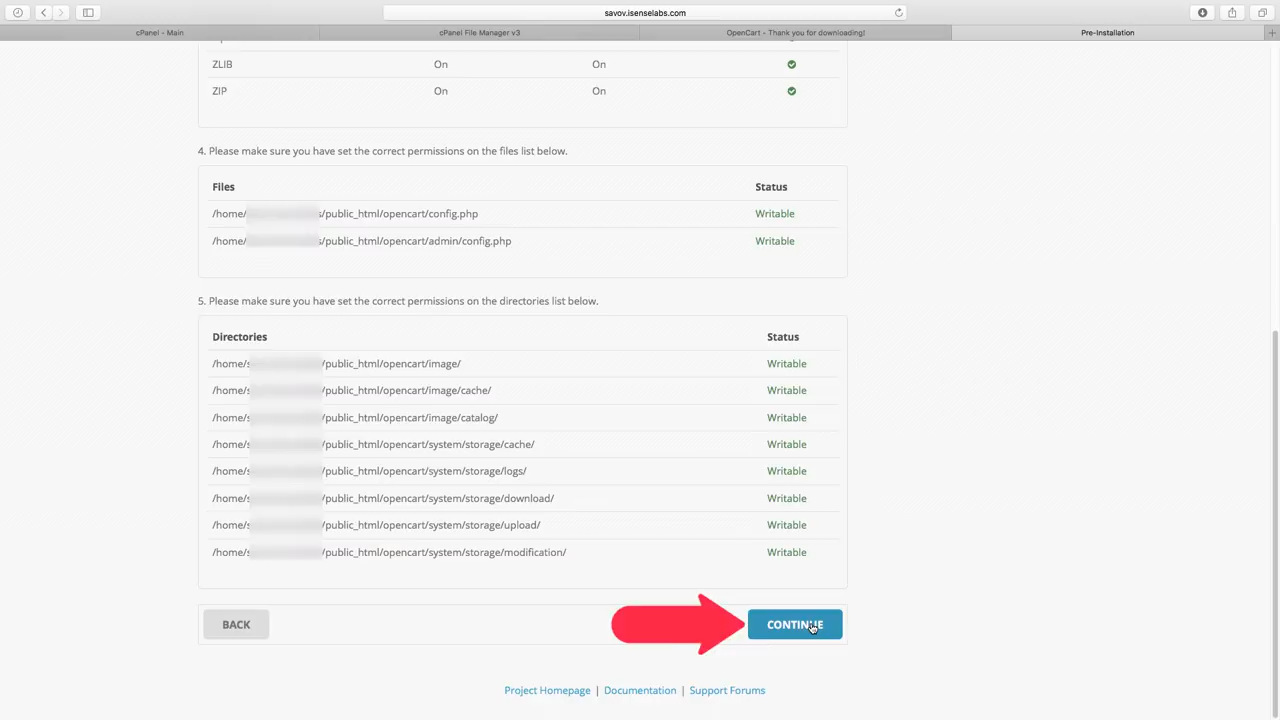 savov.isenselabs.com
cPanel - Main
cPanel File Manager v3
OpenCart - Thank you for downloading!
Pre-Installation
ZLIB On On
ZIP On On
4. Please make sure you have set the correct permissions on the files list below.
Files Status
/home/ s/public_html/opencart/config.php Writable
/home/ s/public_html/opencart/admin/config.php Writable
5. Please make sure you have set the correct permissions on the directories list below.
Directories Status
/home/s /public_html/opencart/image/ Writable
/home/s /public_html/opencart/image/cache/ Writable
/home/s /public_html/opencart/image/catalog/ Writable
/home/s /public_html/opencart/system/storage/cache/ Writable
/home/s /public_html/opencart/system/storage/logs/ Writable
/home/s /public_html/opencart/system/storage/download/ Writable
/home/s /public_html/opencart/system/storage/upload/ Writable
/home/s /public_html/opencart/system/storage/modification/ Writable
BACK CONTINUE
Project Homepage | Documentation | Support Forums